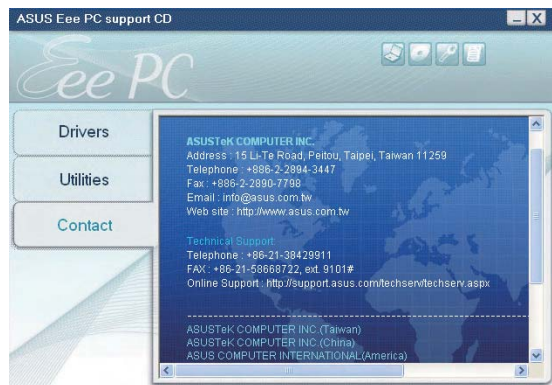 ASUS Eee PC support CD
Eee PC
Drivers
Utilities
Contact
ASUSTeK COMPUTER INC.
Address : 15 Li-Te Road, Peitou, Taipei, Taiwan 11259
Telephone : +886-2-2894-3447
Fax : +886-2-2890-7798
Email : info@asus.com.tw
Web site : http://www.asus.com.tw
Technical Support:
Telephone : +86-21-38429911
FAX : +86-21-58668722, ext. 9101#
Online Support : http://support.asus.com/techserv/techserv.aspx
ASUSTeK COMPUTER INC.(Taiwan)
ASUSTeK COMPUTER INC.(China)
ASUS COMPUTER INTERNATIONAL(America)